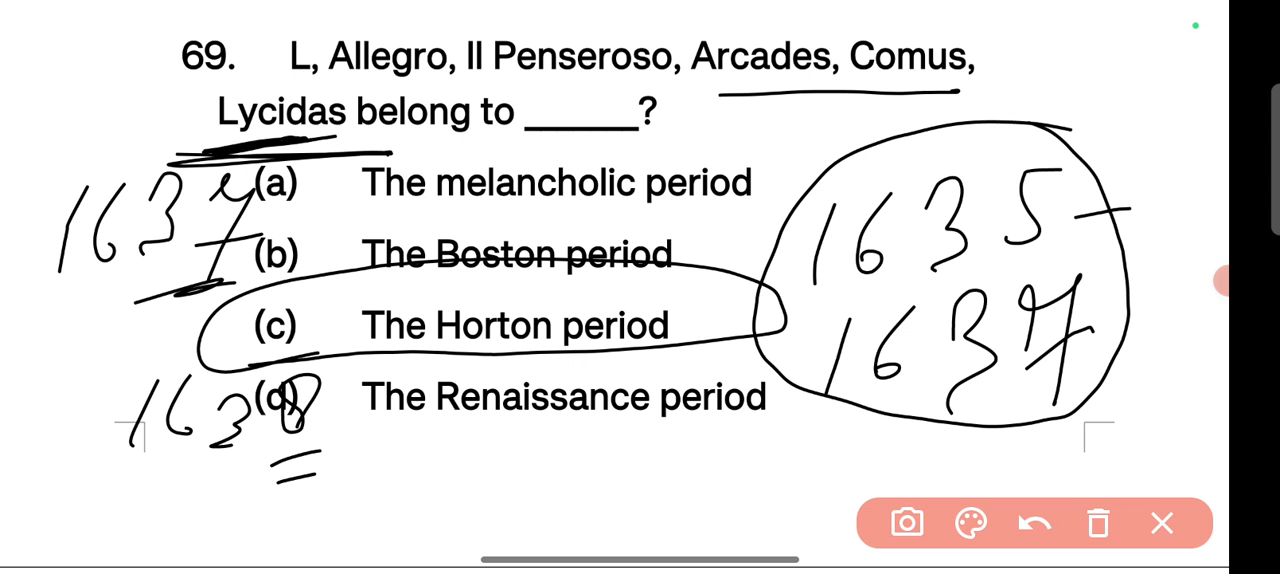 69. L, Allegro, Il Penseroso, Arcades, Comus,
Lycidas belong to ______?
(a) The melancholic period
(b) The Boston period
(c) The Horton period
(d) The Renaissance period
1637
1638
1635-
1637